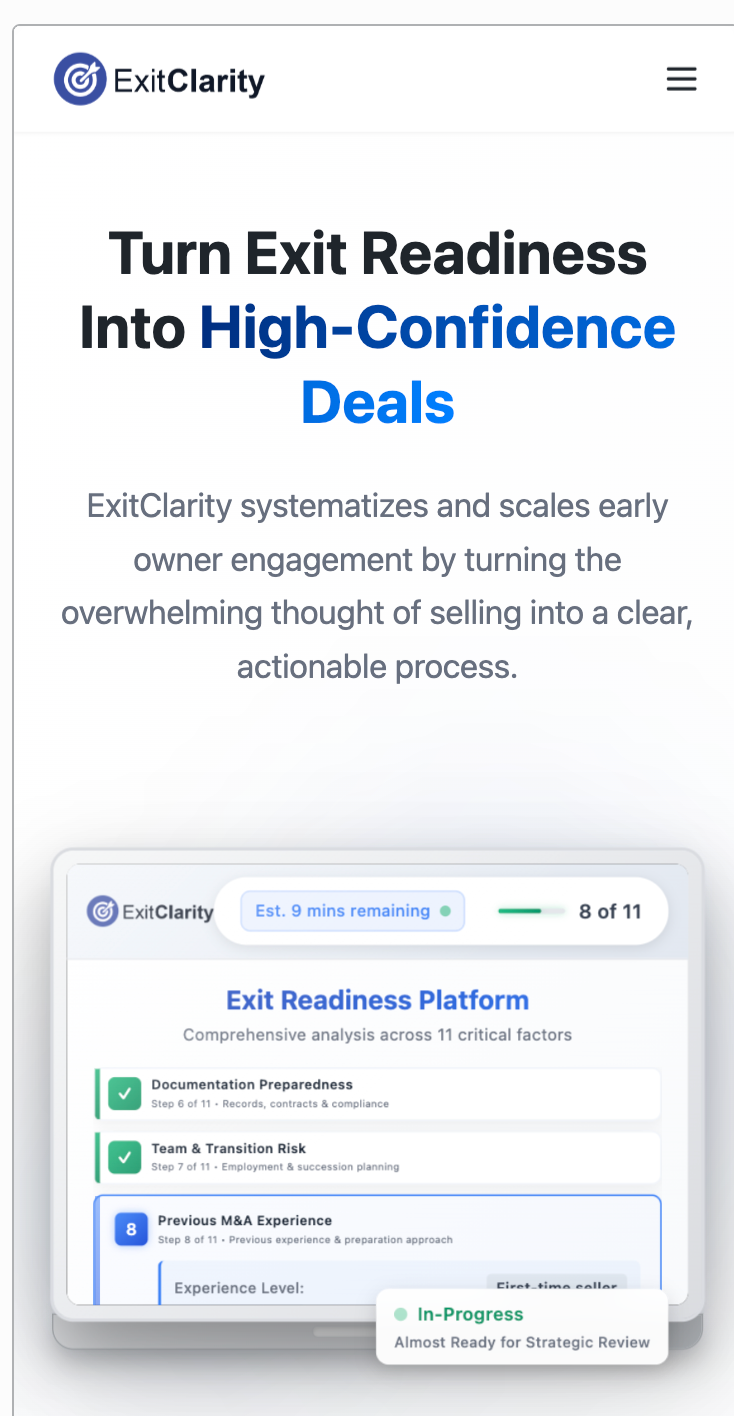 ExitClarity
Turn Exit Readiness
Into High-Confidence
Deals
ExitClarity systematizes and scales early
owner engagement by turning the
overwhelming thought of selling into a clear,
actionable process.
ExitClarity
Est. 9 mins remaining
8 of 11
Exit Readiness Platform
Comprehensive analysis across 11 critical factors
Documentation Preparedness
Step 6 of 11 • Records, contracts & compliance
Team & Transition Risk
Step 7 of 11 • Employment & succession planning
8
Previous M&A Experience
Step 8 of 11 • Previous experience & preparation approach
Experience Level:
First-time seller
In-Progress
Almost Ready for Strategic Review